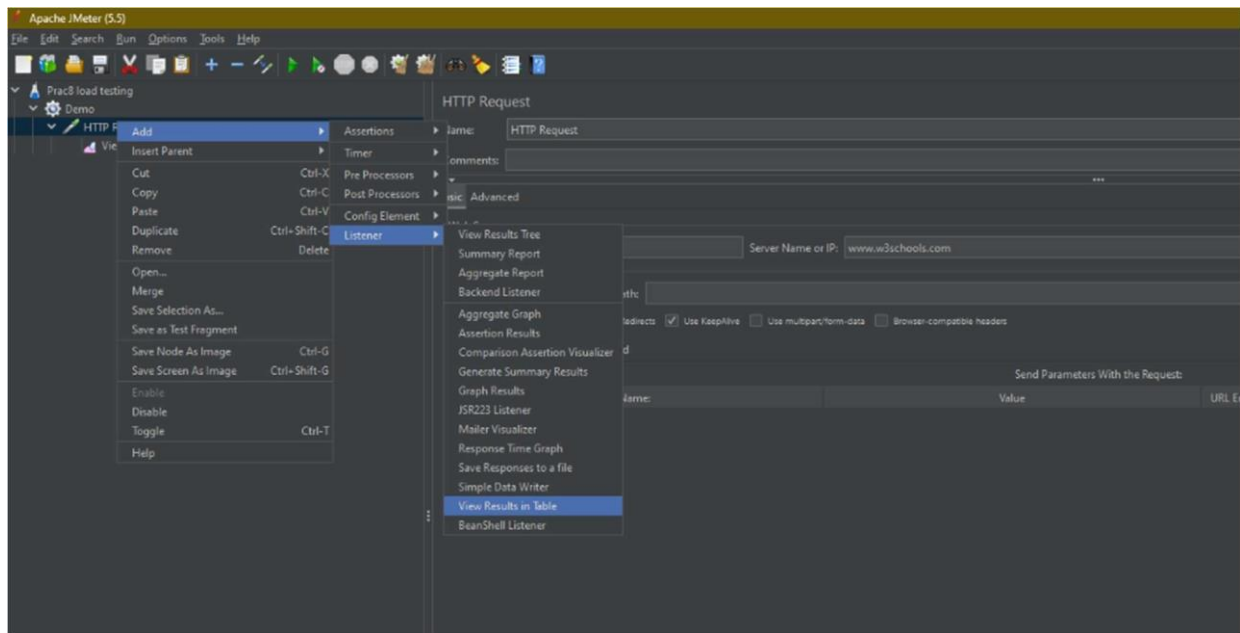 Apache JMeter (5.5)
File Edit Search Run Options Tools Help
Prac8 load testing
Demo
HTTP R
Vie
Add
Insert Parent
Cut Ctrl-X
Copy Ctrl-C
Paste Ctrl-V
Duplicate Ctrl+Shift-C
Remove Delete
Open...
Merge
Save Selection As...
Save as Test Fragment
Save Node As Image Ctrl-G
Save Screen As Image Ctrl+Shift-G
Enable
Disable
Toggle Ctrl-T
Help
Assertions
Timer
Pre Processors
Post Processors
Config Element
Listener
View Results Tree
Summary Report
Aggregate Report
Backend Listener
Aggregate Graph
Assertion Results
Comparison Assertion Visualizer
Generate Summary Results
Graph Results
JSR223 Listener
Mailer Visualizer
Response Time Graph
Save Responses to a file
Simple Data Writer
View Results in Table
BeanShell Listener
HTTP Request
lame: HTTP Request
omments:
sic Advanced
Server Name or IP: www.w3schools.com
ath:
Redirects Use KeepAlive Use multipart/form-data Browser-compatible headers
d
Send Parameters With the Request:
lame: Value URL E